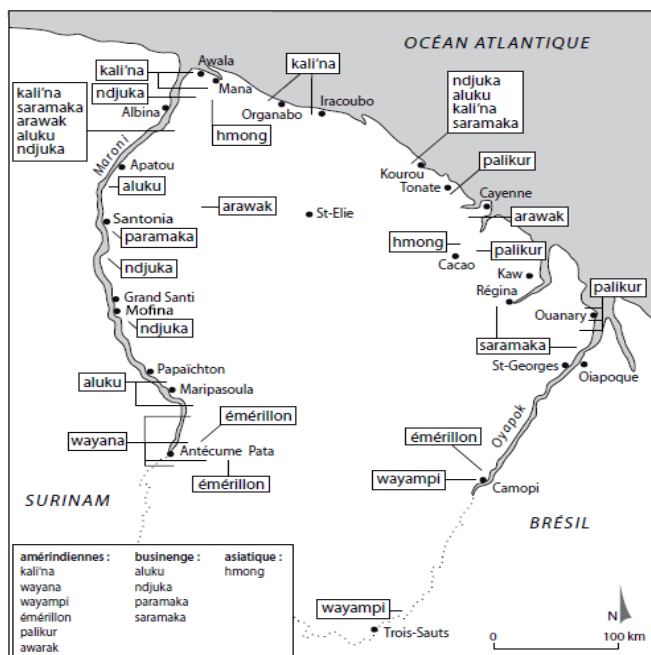 OCÉAN ATLANTIQUE
Awala
kali'na
kali'na
Mana
ndjuka
ndjuka
aluku
kali'na
saramaka
kali'na
saramaka
arawak
aluku
ndjuka
Albina
Organabo
Iracoubo
hmong
Maroni
Apatou
Kourou
palikur
Tonate
aluku
Cayenne
arawak
St-Elie
arawak
Santonia
paramaka
hmong
palikur
Cacao
ndjuka
Kaw
Régina
palikur
Grand Santi
Mofina
Ouanary
ndjuka
saramaka
Papaïchton
St-Georges
Oiapoque
aluku
Maripasoula
émérillon
Oyapok
wayana
émérillon
Antécume Pata
wayampi
émérillon
Camopi
SURINAM
BRÉSIL
amérindiennes : businenge : asiatique :
kali'na aluku hmong
wayana ndjuka
wayampi paramaka
émérillon saramaka
palikur
awarak
wayampi
Trois-Sauts
N
0 100 km